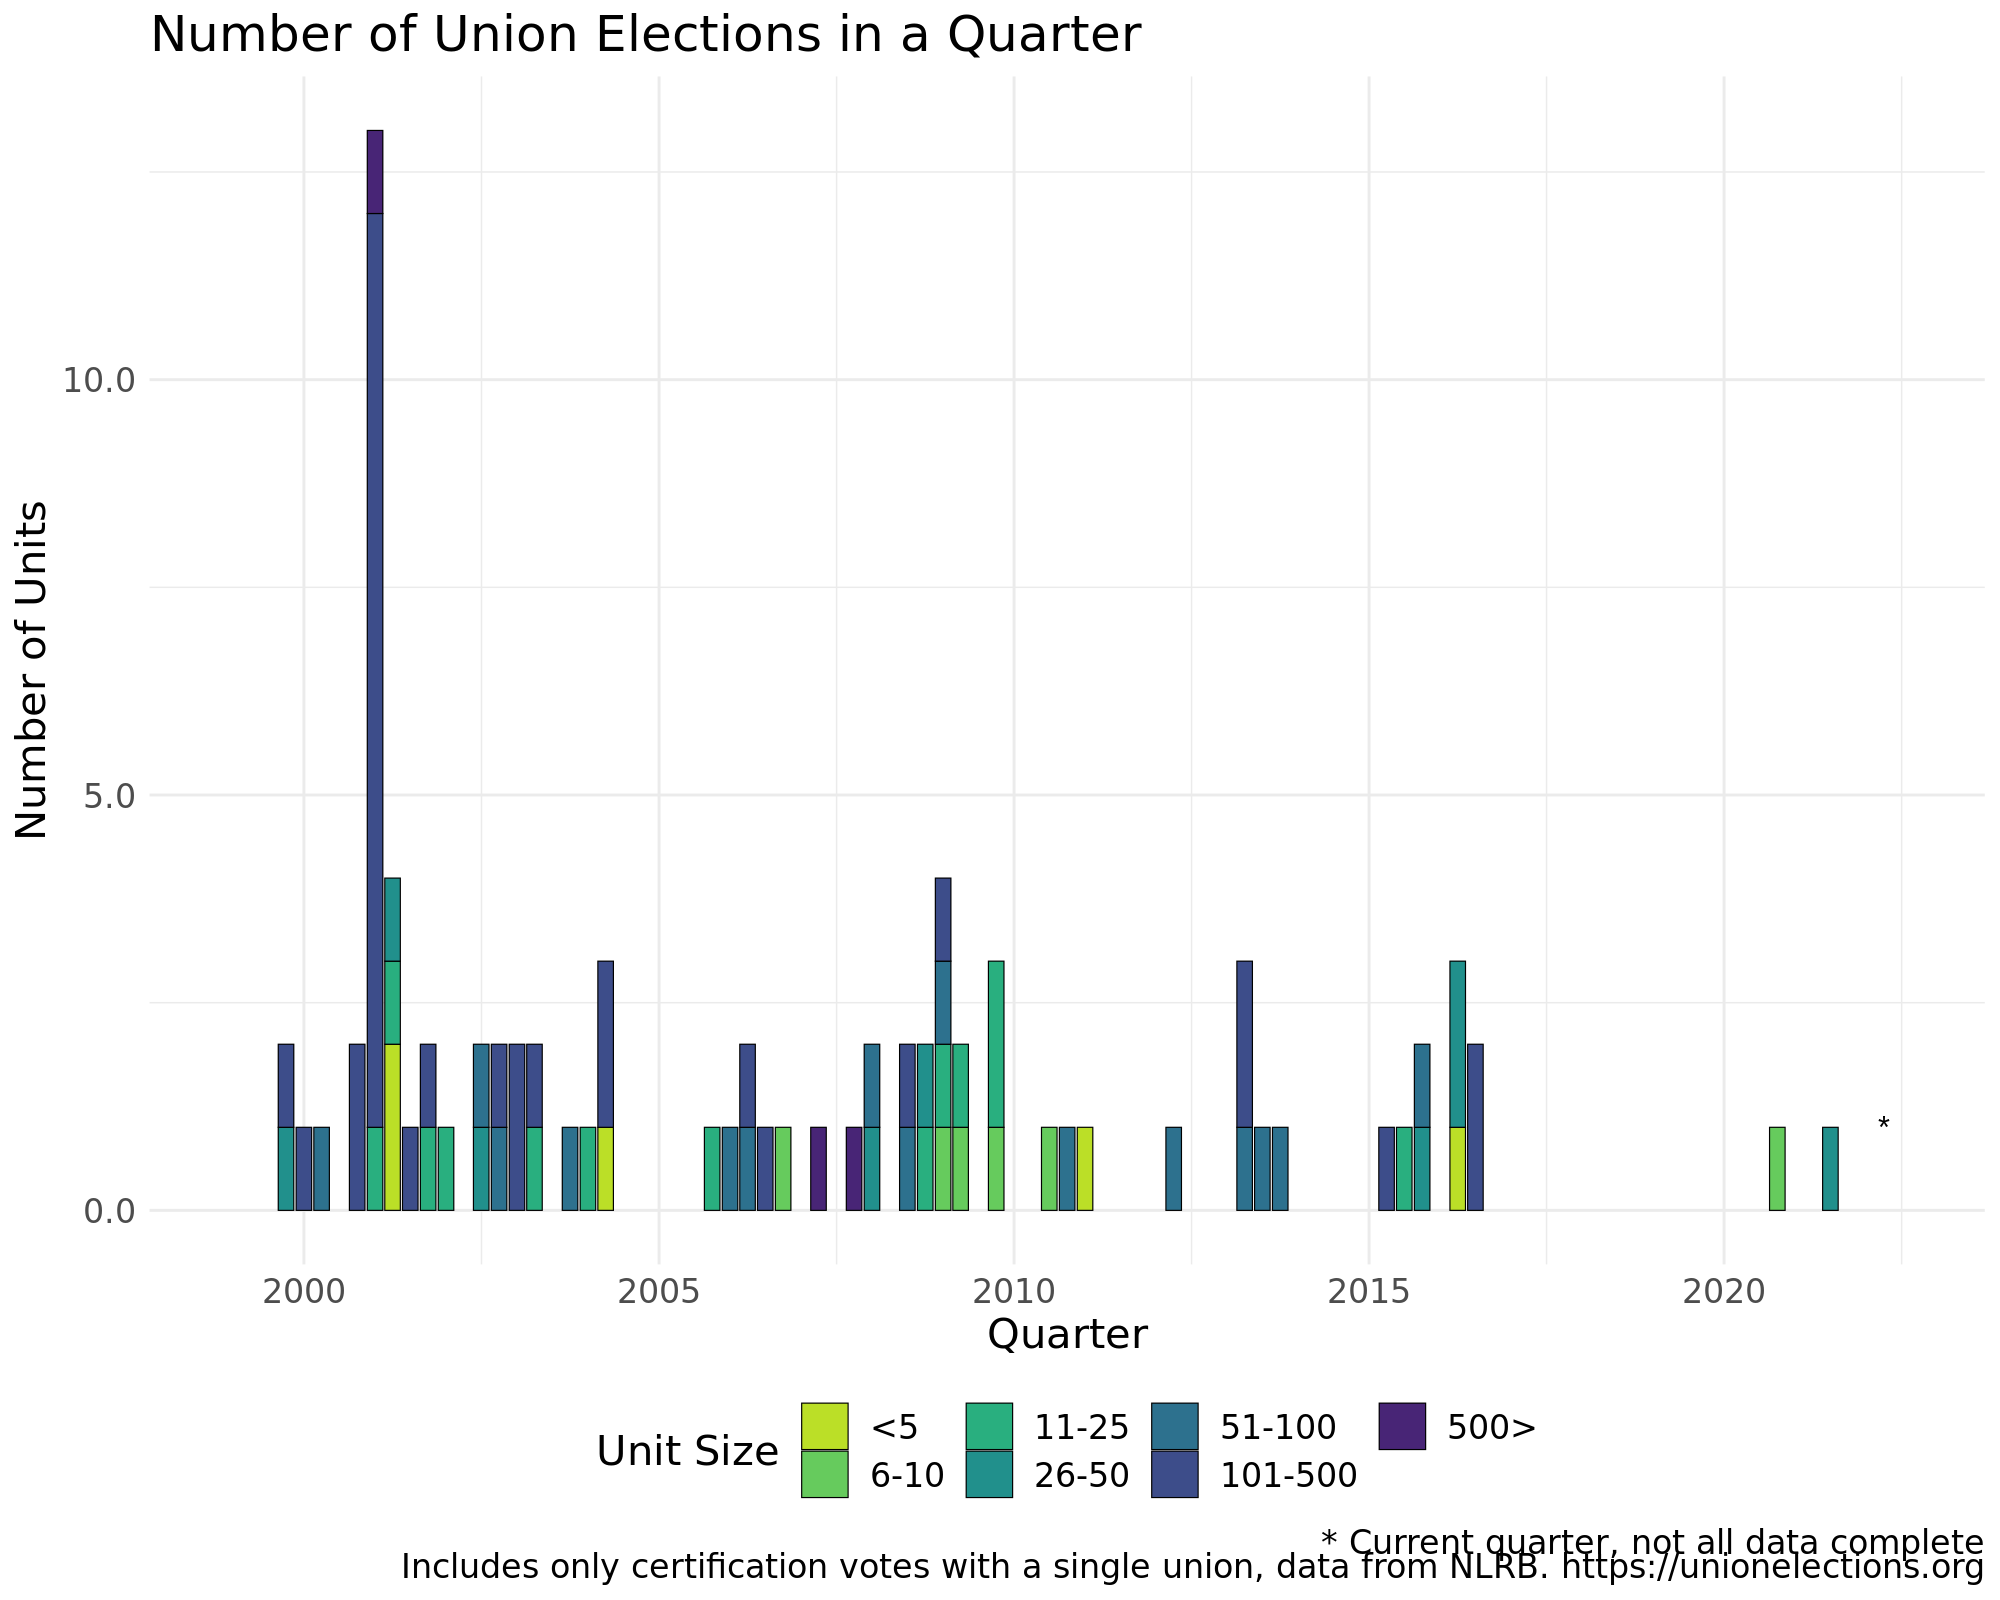 Number of Union Elections in a Quarter
Number of Units
10.0
5.0
0.0
2000 2005 2010 2015 2020
Quarter
Unit Size
<5 11-25 51-100 500>
6-10 26-50 101-500
*
* Current quarter, not all data complete
Includes only certification votes with a single union, data from NLRB. https://unionelections.org